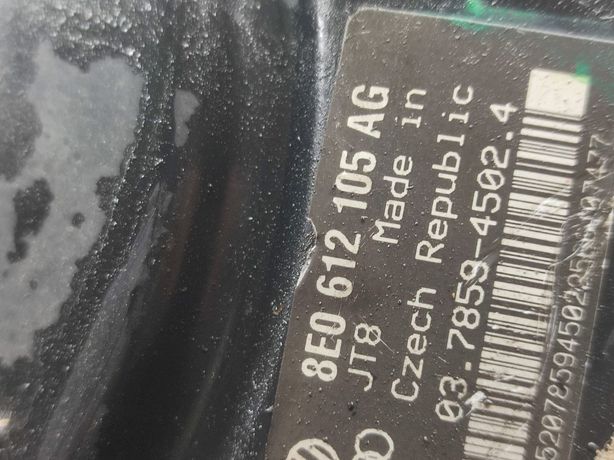 8E0 612 105 AG
JT8 Made in
Czech Republic
03.7859-4502.4